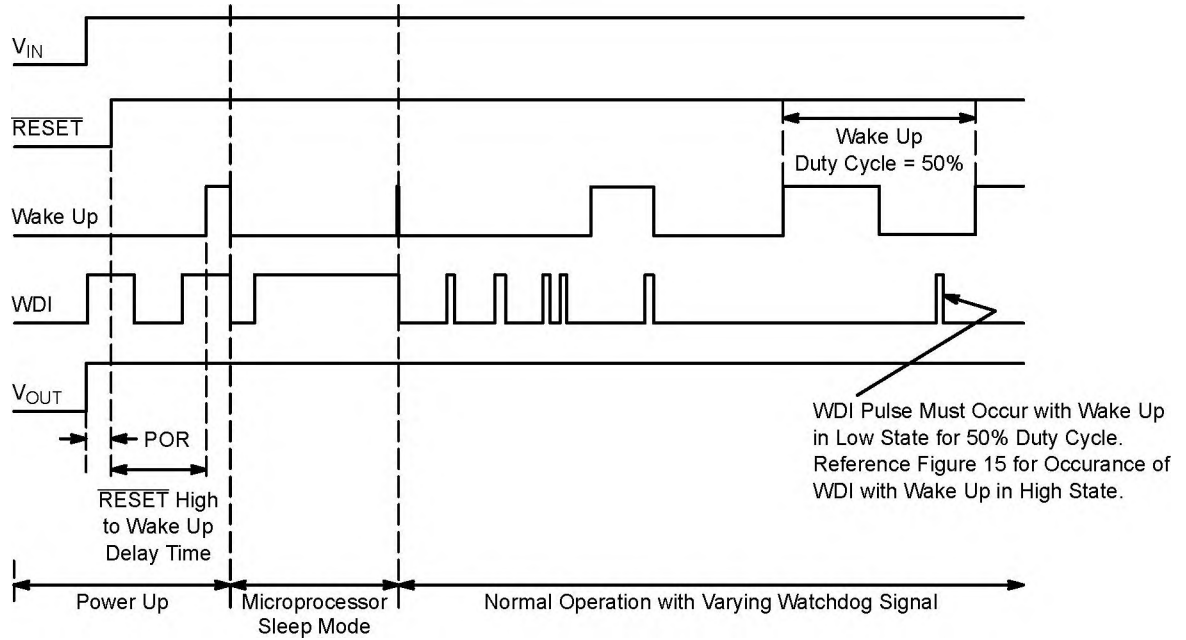 VIN
RESET
Wake Up
Duty Cycle = 50%
Wake Up
WDI
VOUT
POR
RESET High
to Wake Up
Delay Time
WDI Pulse Must Occur with Wake Up
in Low State for 50% Duty Cycle.
Reference Figure 15 for Occurance of
WDI with Wake Up in High State.
Power Up
Microprocessor
Sleep Mode
Normal Operation with Varying Watchdog Signal